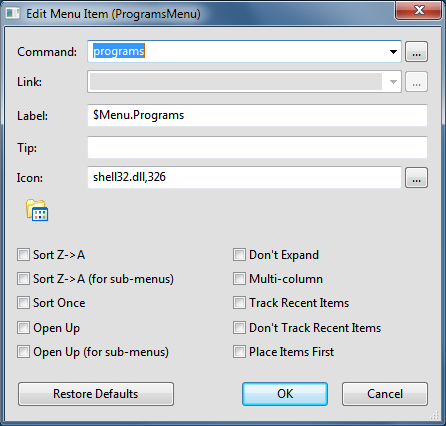 Edit Menu Item (ProgramsMenu)
Command: programs ...
Link: ...
Label: $Menu.Programs
Tip:
Icon: shell32.dll,326 ...
Sort Z->A Don't Expand
Sort Z->A (for sub-menus) Multi-column
Sort Once Track Recent Items
Open Up Don't Track Recent Items
Open Up (for sub-menus) Place Items First
Restore Defaults OK Cancel